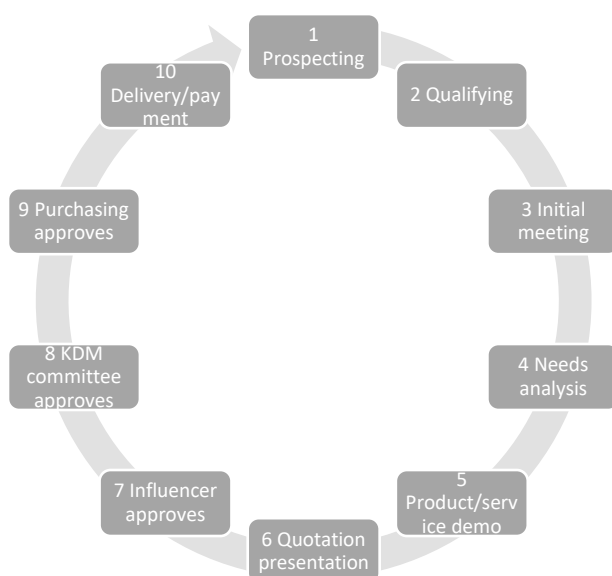 1
Prospecting
2 Qualifying
3 Initial
meeting
4 Needs
analysis
5
Product/serv
ice demo
6 Quotation
presentation
7 Influencer
approves
8 KDM
committee
approves
9 Purchasing
approves
10
Delivery/pay
ment